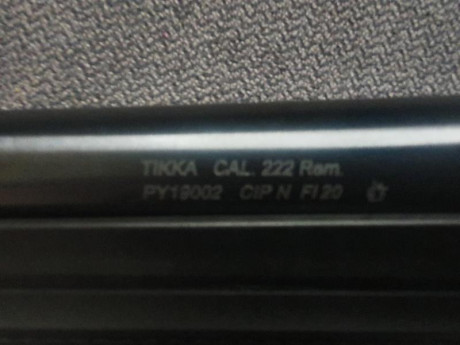 TIKKA CAL. 222 Rem.
PY19002 CIP N FI 20